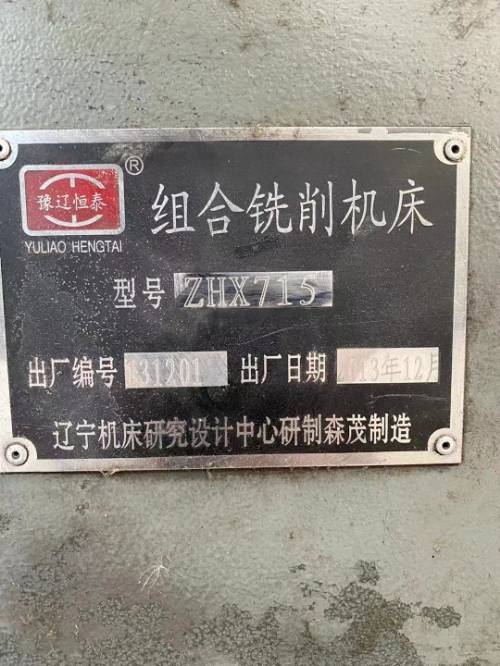 豫辽恒泰 ®
YULIAO HENGTAI
组合铣削机床
型号 ZHX715
出厂编号 131201 出厂日期 2013年12月
辽宁机床研究设计中心研制森茂制造